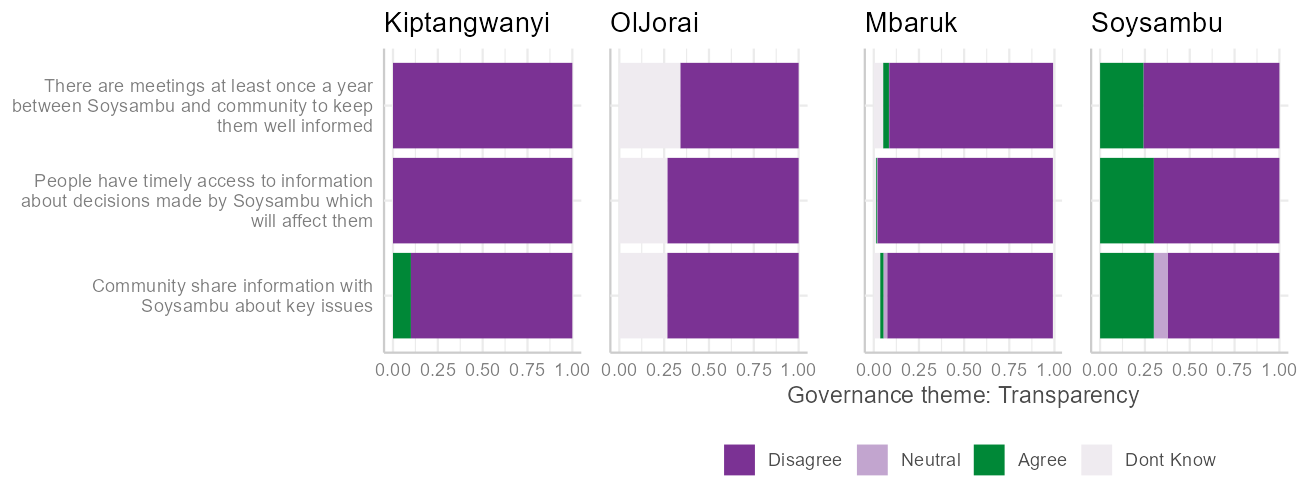 Kiptangwanyi OlJorai Mbaruk Soysambu
There are meetings at least once a year
between Soysambu and community to keep
them well informed
People have timely access to information
about decisions made by Soysambu which
will affect them
Community share information with
Soysambu about key issues
0.00 0.25 0.50 0.75 1.00 0.00 0.25 0.50 0.75 1.00 0.00 0.25 0.50 0.75 1.00 0.00 0.25 0.50 0.75 1.00
Governance theme: Transparency
Disagree Neutral Agree Dont Know